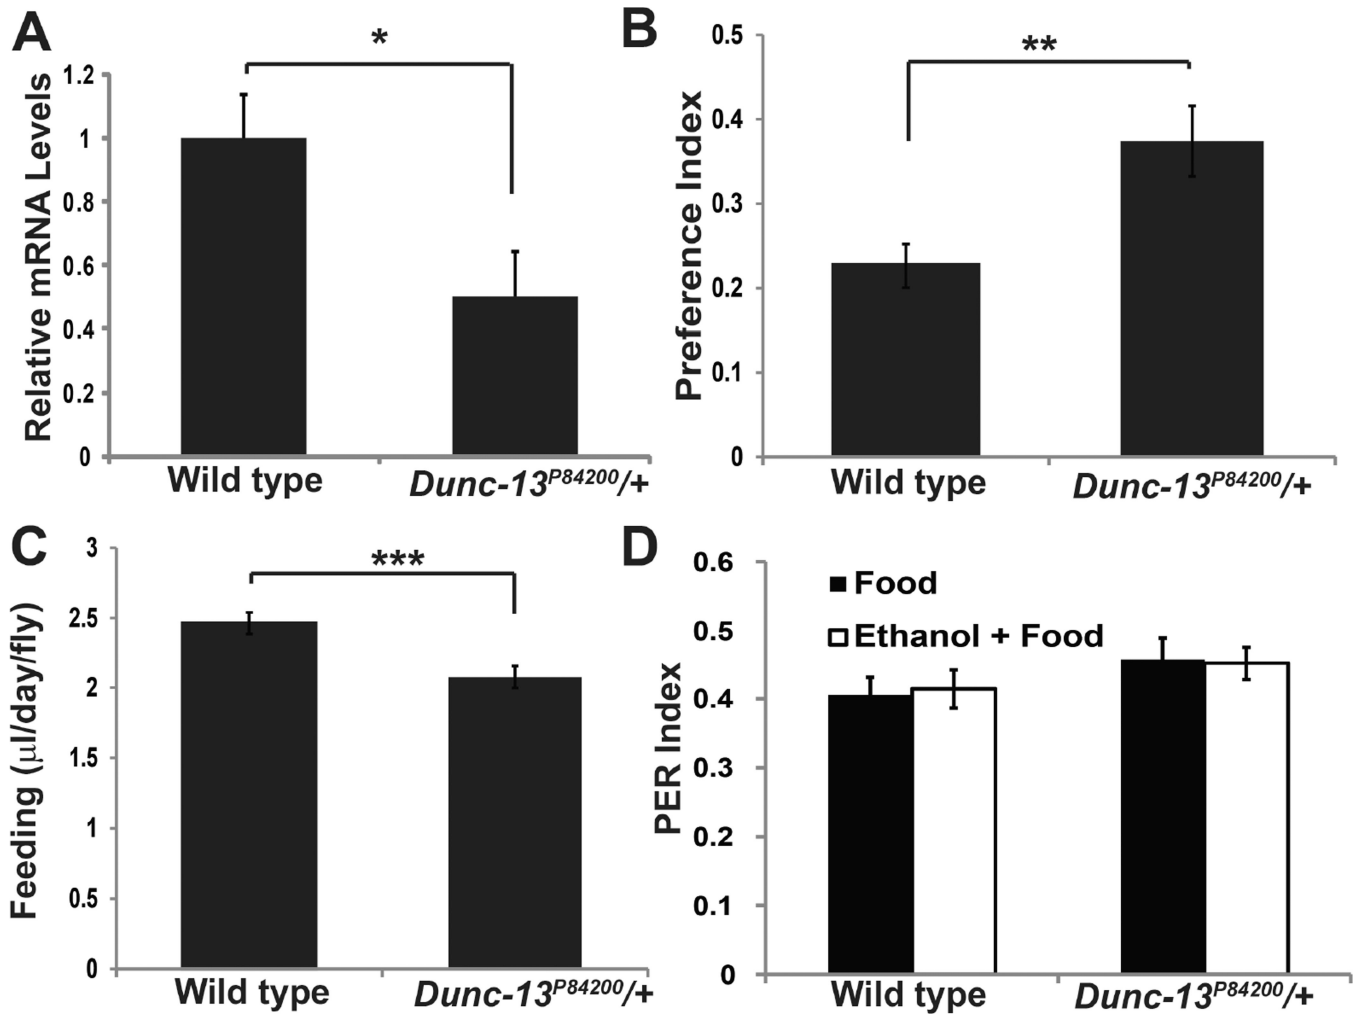 A
*
Relative mRNA Levels
1.2
1
0.8
0.6
0.4
0.2
0
Wild type
Dunc-13P84200/+
B
**
Preference Index
0.5
0.4
0.3
0.2
0.1
0
Wild type
Dunc-13P84200/+
C
***
Feeding (µl/day/fly)
3
2.5
2
1.5
1
0.5
0
Wild type
Dunc-13P84200/+
D
Food
Ethanol + Food
PER Index
0.6
0.5
0.4
0.3
0.2
0.1
0
Wild type
Dunc-13P84200/+